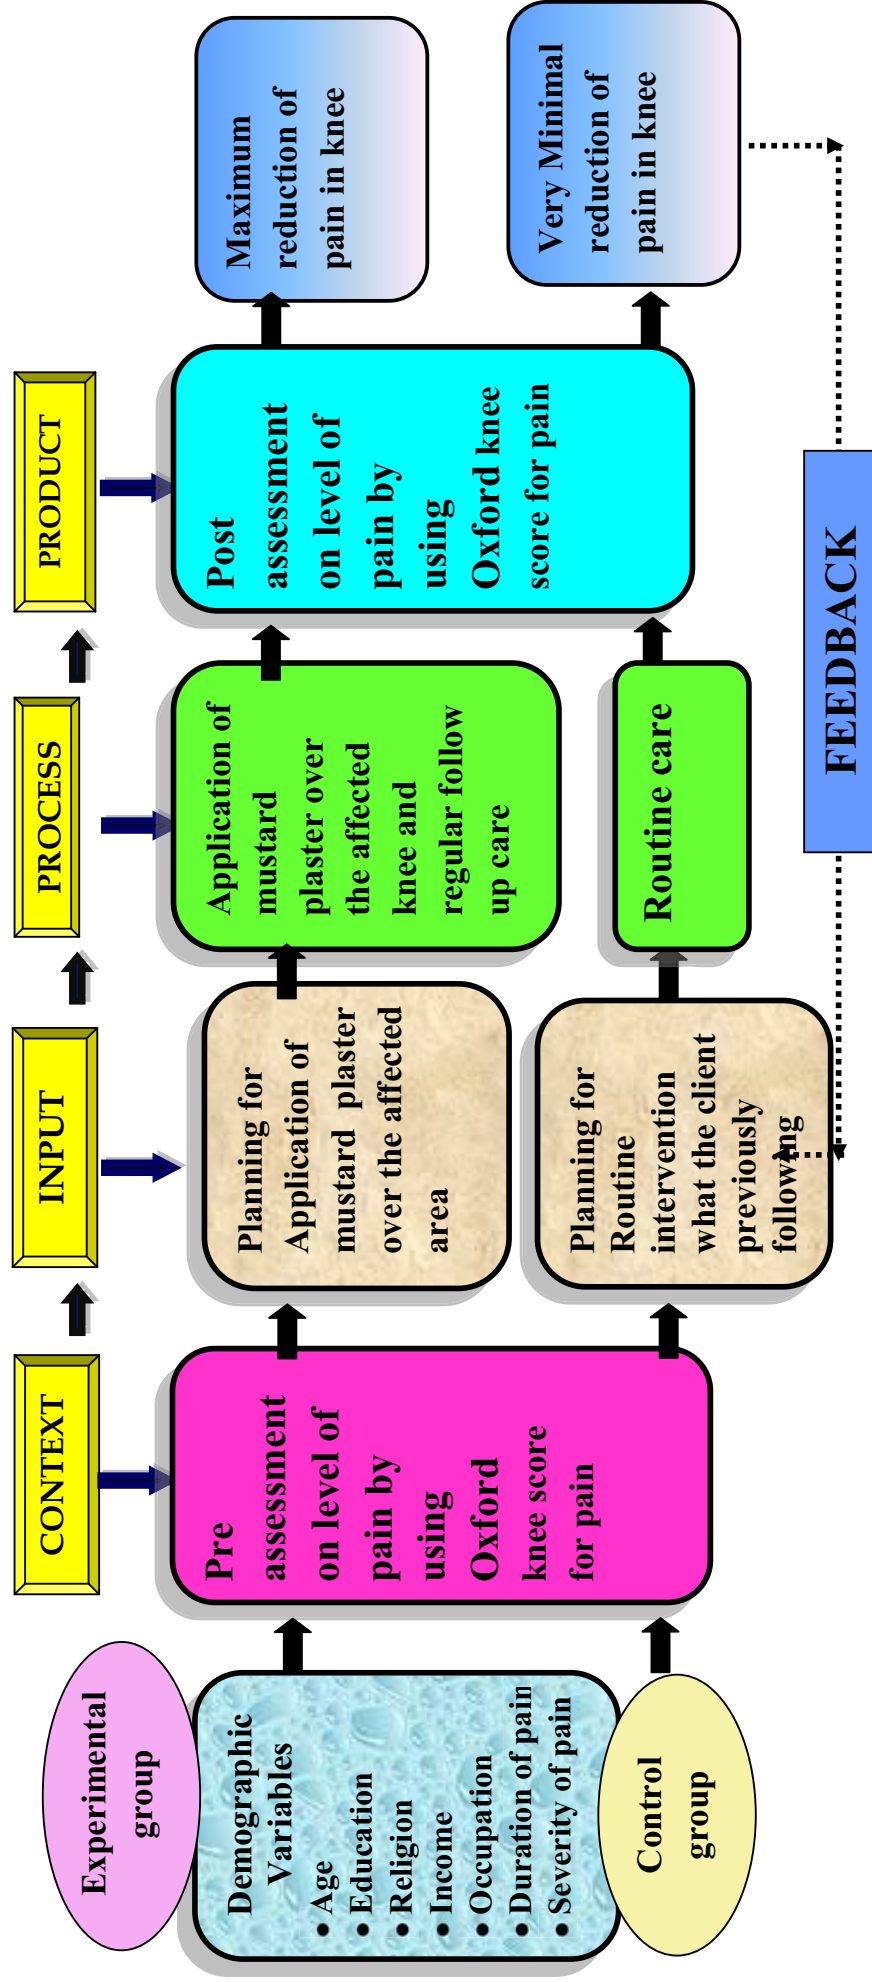 CONTEXT
INPUT
PROCESS
PRODUCT
Experimental
group
Demographic
Variables
• Age
• Education
• Religion
• Income
• Occupation
• Duration of pain
• Severity of pain
Control
group
Pre
assessment
on level of
pain by
using
Oxford
knee score
for pain
Planning for
Application of
mustard plaster
over the affected
area
Planning for
Routine
intervention
what the client
previously
following
Application of
mustard
plaster over
the affected
knee and
regular follow
up care
Routine care
Post
assessment
on level of
pain by
using
Oxford knee
score for pain
Maximum
reduction of
pain in knee
Very Minimal
reduction of
pain in knee
FEEDBACK